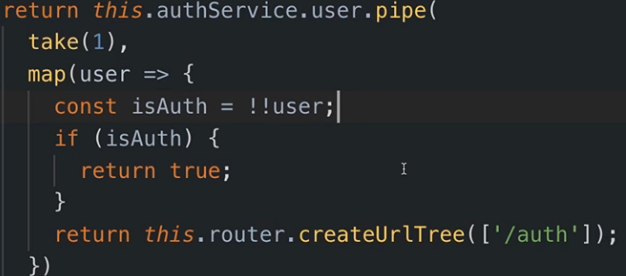 return this.authService.user.pipe(
take(1),
map(user => {
const isAuth = !!user;
if (isAuth) {
return true;
}
return this.router.createUrlTree(['/auth']);
})